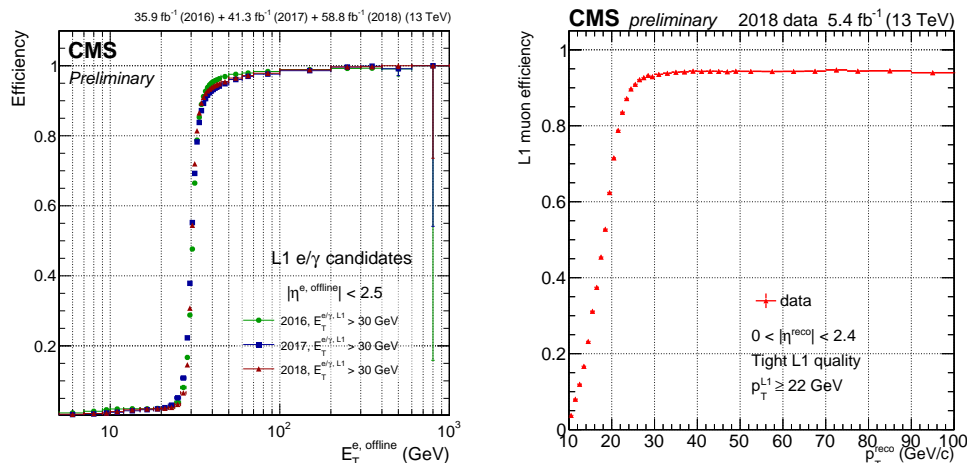 35.9 fb⁻¹ (2016) + 41.3 fb⁻¹ (2017) + 58.8 fb⁻¹ (2018) (13 TeV)
CMS
Preliminary
Efficiency
1
0.8
0.6
0.4
0.2
L1 e/γ candidates
|η^{e, offline}| < 2.5
2016, E_T^{e/γ, L1} > 30 GeV
2017, E_T^{e/γ, L1} > 30 GeV
2018, E_T^{e/γ, L1} > 30 GeV
10 10² 10³
E_T^{e, offline} (GeV)
CMS preliminary 2018 data 5.4 fb⁻¹ (13 TeV)
L1 muon efficiency
1
0.8
0.6
0.4
0.2
0
data
0 < |η^{reco}| < 2.4
Tight L1 quality
p_T^{L1} ≥ 22 GeV
10 20 30 40 50 60 70 80 90 100
p_T^{reco} (GeV/c)